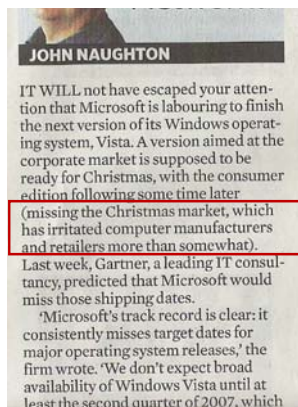 JOHN NAUGHTON
IT WILL not have escaped your atten-
tion that Microsoft is labouring to finish
the next version of its Windows operat-
ing system, Vista. A version aimed at the
corporate market is supposed to be
ready for Christmas, with the consumer
edition following some time later
(missing the Christmas market, which
has irritated computer manufacturers
and retailers more than somewhat).
Last week, Gartner, a leading IT consul-
tancy, predicted that Microsoft would
miss those shipping dates.
'Microsoft's track record is clear: it
consistently misses target dates for
major operating system releases,' the
firm wrote. 'We don't expect broad
availability of Windows Vista until at
least the second quarter of 2007, which